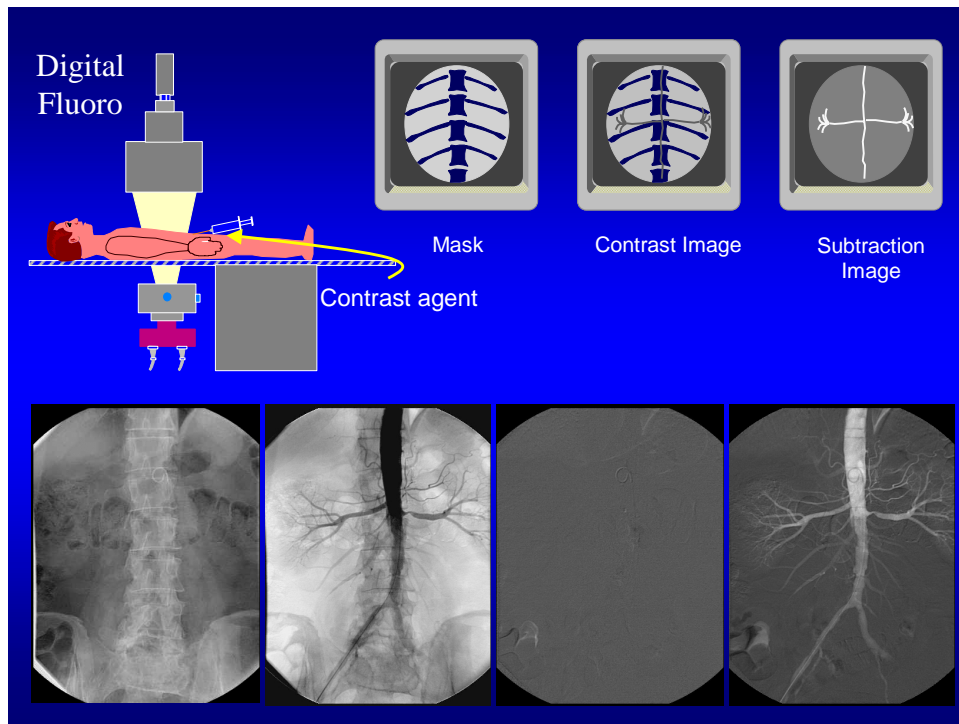 Digital
Fluoro
Mask
Contrast Image
Subtraction
Image
Contrast agent